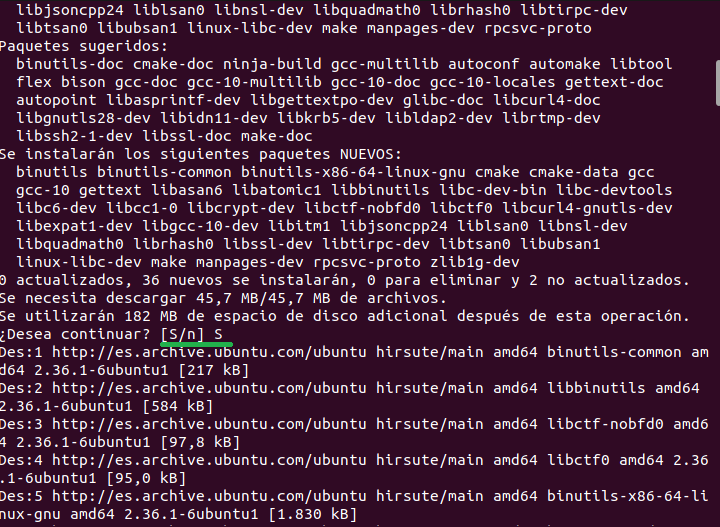 libjsoncpp24 liblsan0 libnsl-dev libquadmath0 librhash0 libtirpc-dev
libtsan0 libubsan1 linux-libc-dev make manpages-dev rpcsvc-proto
Paquetes sugeridos:
binutils-doc cmake-doc ninja-build gcc-multilib autoconf automake libtool
flex bison gcc-doc gcc-10-multilib gcc-10-doc gcc-10-locales gettext-doc
autopoint libasprintf-dev libgettextpo-dev glibc-doc libcurl4-doc
libgnutls28-dev libidn11-dev libkrb5-dev libldap2-dev librtmp-dev
libssh2-1-dev libssl-doc make-doc
Se instalarán los siguientes paquetes NUEVOS:
binutils binutils-common binutils-x86-64-linux-gnu cmake cmake-data gcc
gcc-10 gettext libasan6 libatomic1 libbinutils libc-dev-bin libc-devtools
libc6-dev libcc1-0 libcrypt-dev libctf-nobfd0 libctf0 libcurl4-gnutls-dev
libexpat1-dev libgcc-10-dev libitm1 libjsoncpp24 liblsan0 libnsl-dev
libquadmath0 librhash0 libssl-dev libtirpc-dev libtsan0 libubsan1
linux-libc-dev make manpages-dev rpcsvc-proto zlib1g-dev
0 actualizados, 36 nuevos se instalarán, 0 para eliminar y 2 no actualizados.
Se necesita descargar 45,7 MB/45,7 MB de archivos.
Se utilizarán 182 MB de espacio de disco adicional después de esta operación.
¿Desea continuar? [S/n] S
Des:1 http://es.archive.ubuntu.com/ubuntu hirsute/main amd64 binutils-common am
d64 2.36.1-6ubuntu1 [217 kB]
Des:2 http://es.archive.ubuntu.com/ubuntu hirsute/main amd64 libbinutils amd64
2.36.1-6ubuntu1 [584 kB]
Des:3 http://es.archive.ubuntu.com/ubuntu hirsute/main amd64 libctf-nobfd0 amd6
4 2.36.1-6ubuntu1 [97,8 kB]
Des:4 http://es.archive.ubuntu.com/ubuntu hirsute/main amd64 libctf0 amd64 2.36
.1-6ubuntu1 [95,0 kB]
Des:5 http://es.archive.ubuntu.com/ubuntu hirsute/main amd64 binutils-x86-64-li
nux-gnu amd64 2.36.1-6ubuntu1 [1.830 kB]